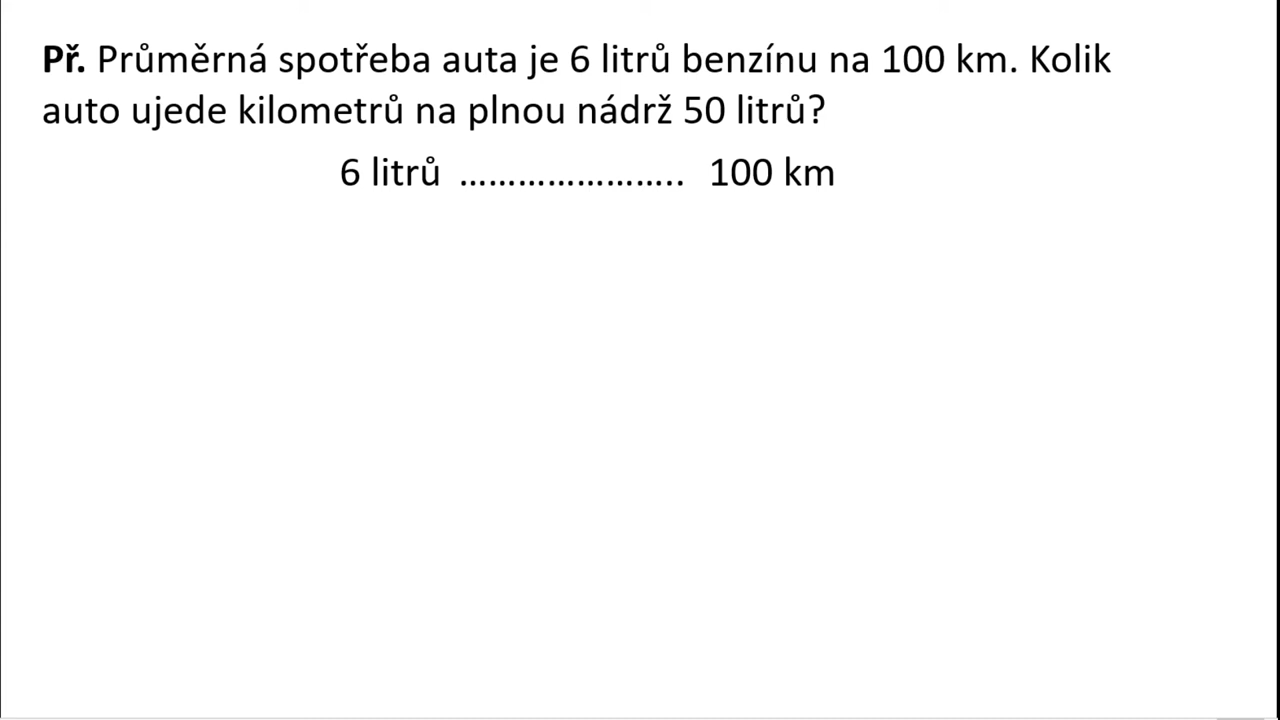 Př. Průměrná spotřeba auta je 6 litrů benzínu na 100 km. Kolik
auto ujede kilometrů na plnou nádrž 50 litrů?
6 litrů ………………….. 100 km